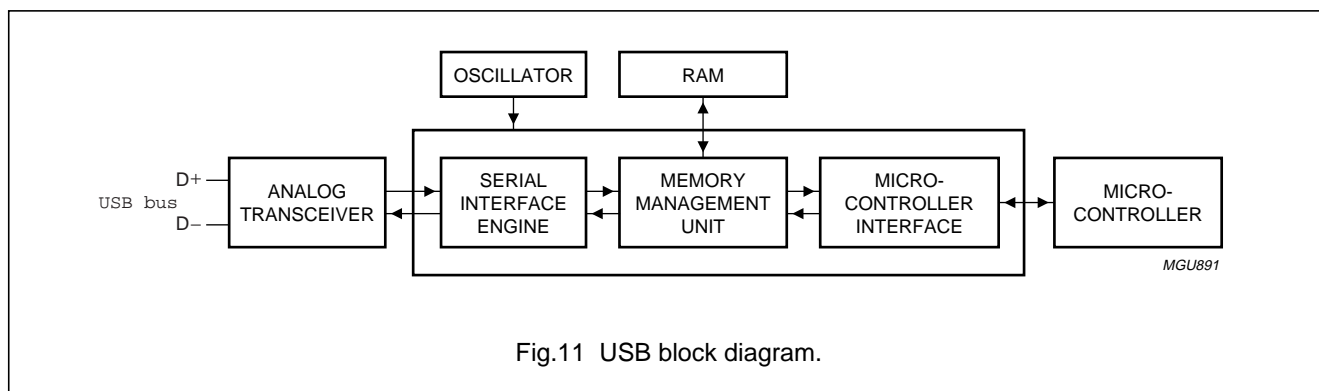 OSCILLATOR
RAM
USB bus
D+
D−
ANALOG
TRANSCEIVER
SERIAL
INTERFACE
ENGINE
MEMORY
MANAGEMENT
UNIT
MICRO-
CONTROLLER
INTERFACE
MICRO-
CONTROLLER
MGU891
Fig.11 USB block diagram.